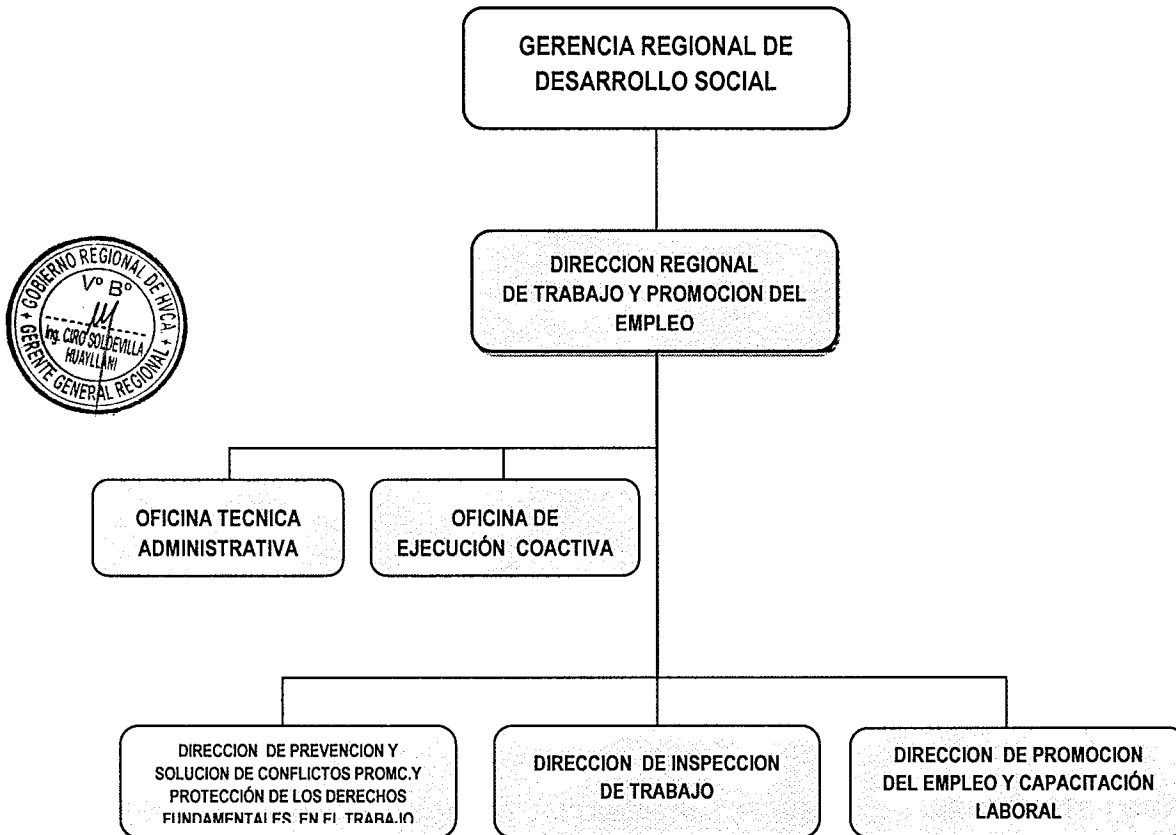 GERENCIA REGIONAL DE
DESARROLLO SOCIAL
DIRECCION REGIONAL
DE TRABAJO Y PROMOCION DEL
EMPLEO
GOBIERNO REGIONAL DE HVCA
Vº Bº
Ing. CIRO SOLDEVILLA
HUAYLLANI
GERENTE GENERAL REGIONAL
OFICINA TECNICA
ADMINISTRATIVA
OFICINA DE
EJECUCIÓN COACTIVA
DIRECCION DE PREVENCION Y
SOLUCION DE CONFLICTOS PROMC.Y
PROTECCIÓN DE LOS DERECHOS
FUNDAMENTALES EN EL TRABAJO
DIRECCION DE INSPECCION
DE TRABAJO
DIRECCION DE PROMOCION
DEL EMPLEO Y CAPACITACIÓN
LABORAL